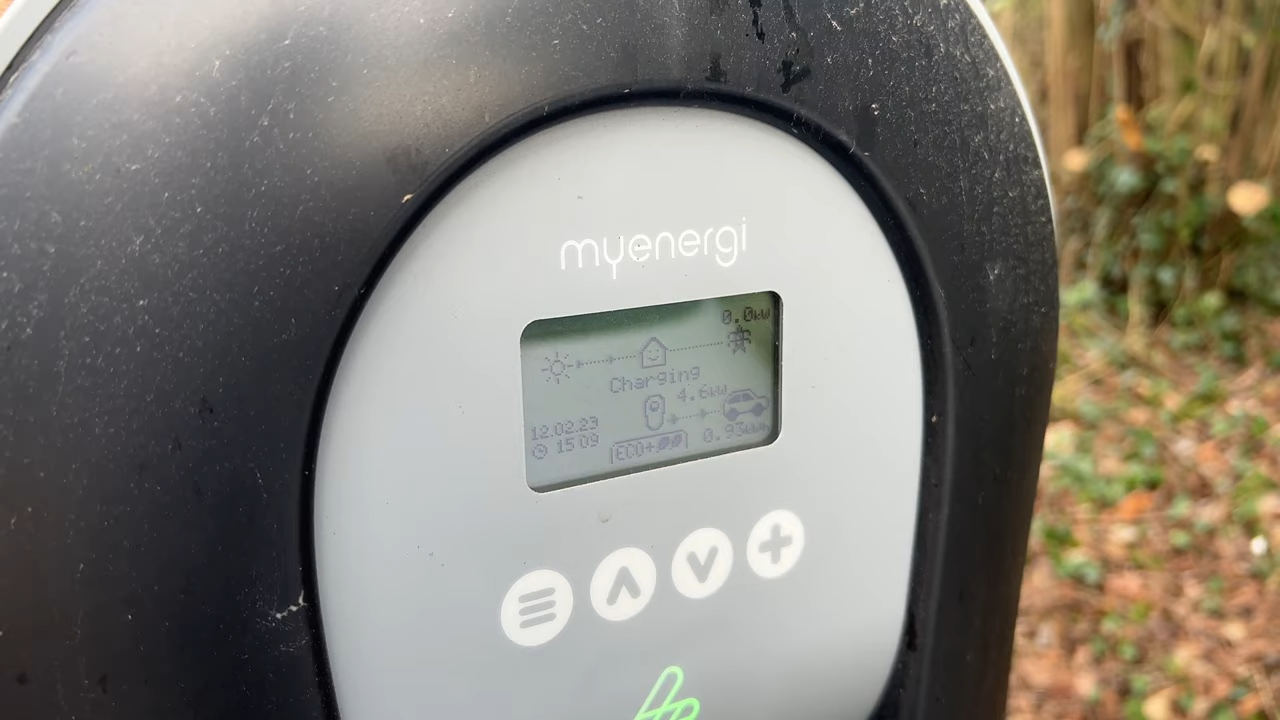 myenergi
0.0kW
Charging
4.6kW
12.02.23
15 09
ECO+
0.93kWh